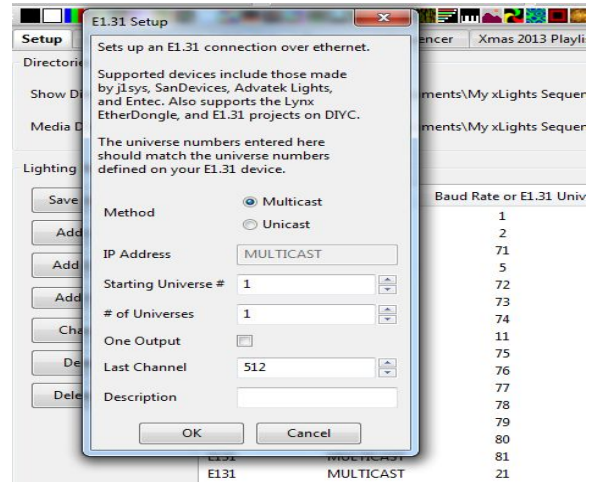 E1.31 Setup
Setup
encer
Xmas 2013 Playli
Directorie
Show Di
ments\My xLights Sequen
Media D
ments\My xLights Sequen
Lighting
Save
Add
Add
Add
Cha
De
Dele
Sets up an E1.31 connection over ethernet.
Supported devices include those made
by j1sys, SanDevices, Advatek Lights,
and Entec. Also supports the Lynx
EtherDongle, and E1.31 projects on DIYC.
The universe numbers entered here
should match the universe numbers
defined on your E1.31 device.
Method
Multicast
Unicast
IP Address
MULTICAST
Starting Universe #
1
# of Universes
1
One Output
Last Channel
512
Description
OK
Cancel
Baud Rate or E1.31 Univ
1
2
71
5
72
73
74
11
75
76
77
78
79
80
E131 MULTICAST 81
E131 MULTICAST 21